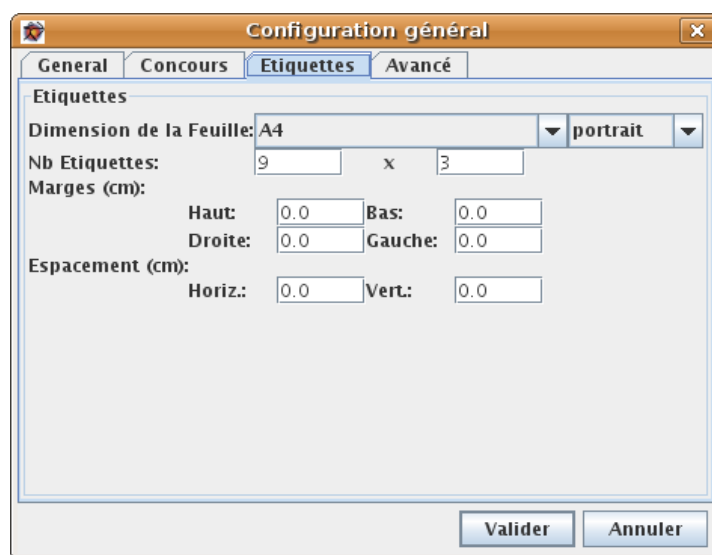 Configuration général
General Concours Etiquettes Avancé
Etiquettes
Dimension de la Feuille: A4 portrait
Nb Etiquettes: 9 x 3
Marges (cm):
Haut: 0.0 Bas: 0.0
Droite: 0.0 Gauche: 0.0
Espacement (cm):
Horiz.: 0.0 Vert.: 0.0
Valider Annuler